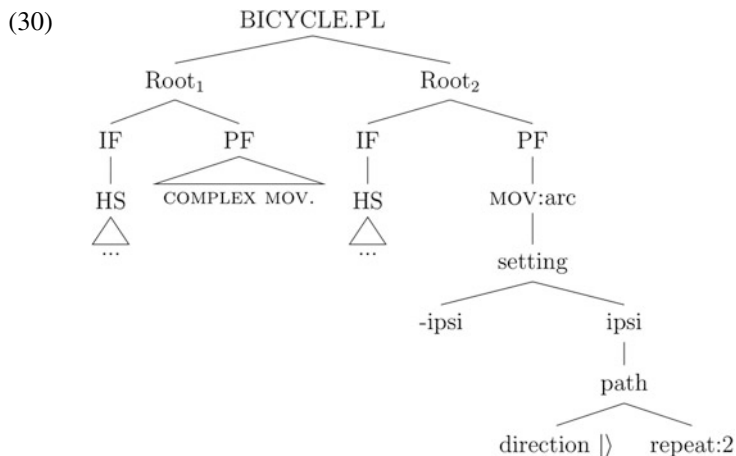 (30) BICYCLE.PL
Root₁ Root₂
IF PF IF PF
HS COMPLEX MOV. HS MOV:arc
... ...
setting
-ipsi ipsi
path
direction |⟩ repeat:2